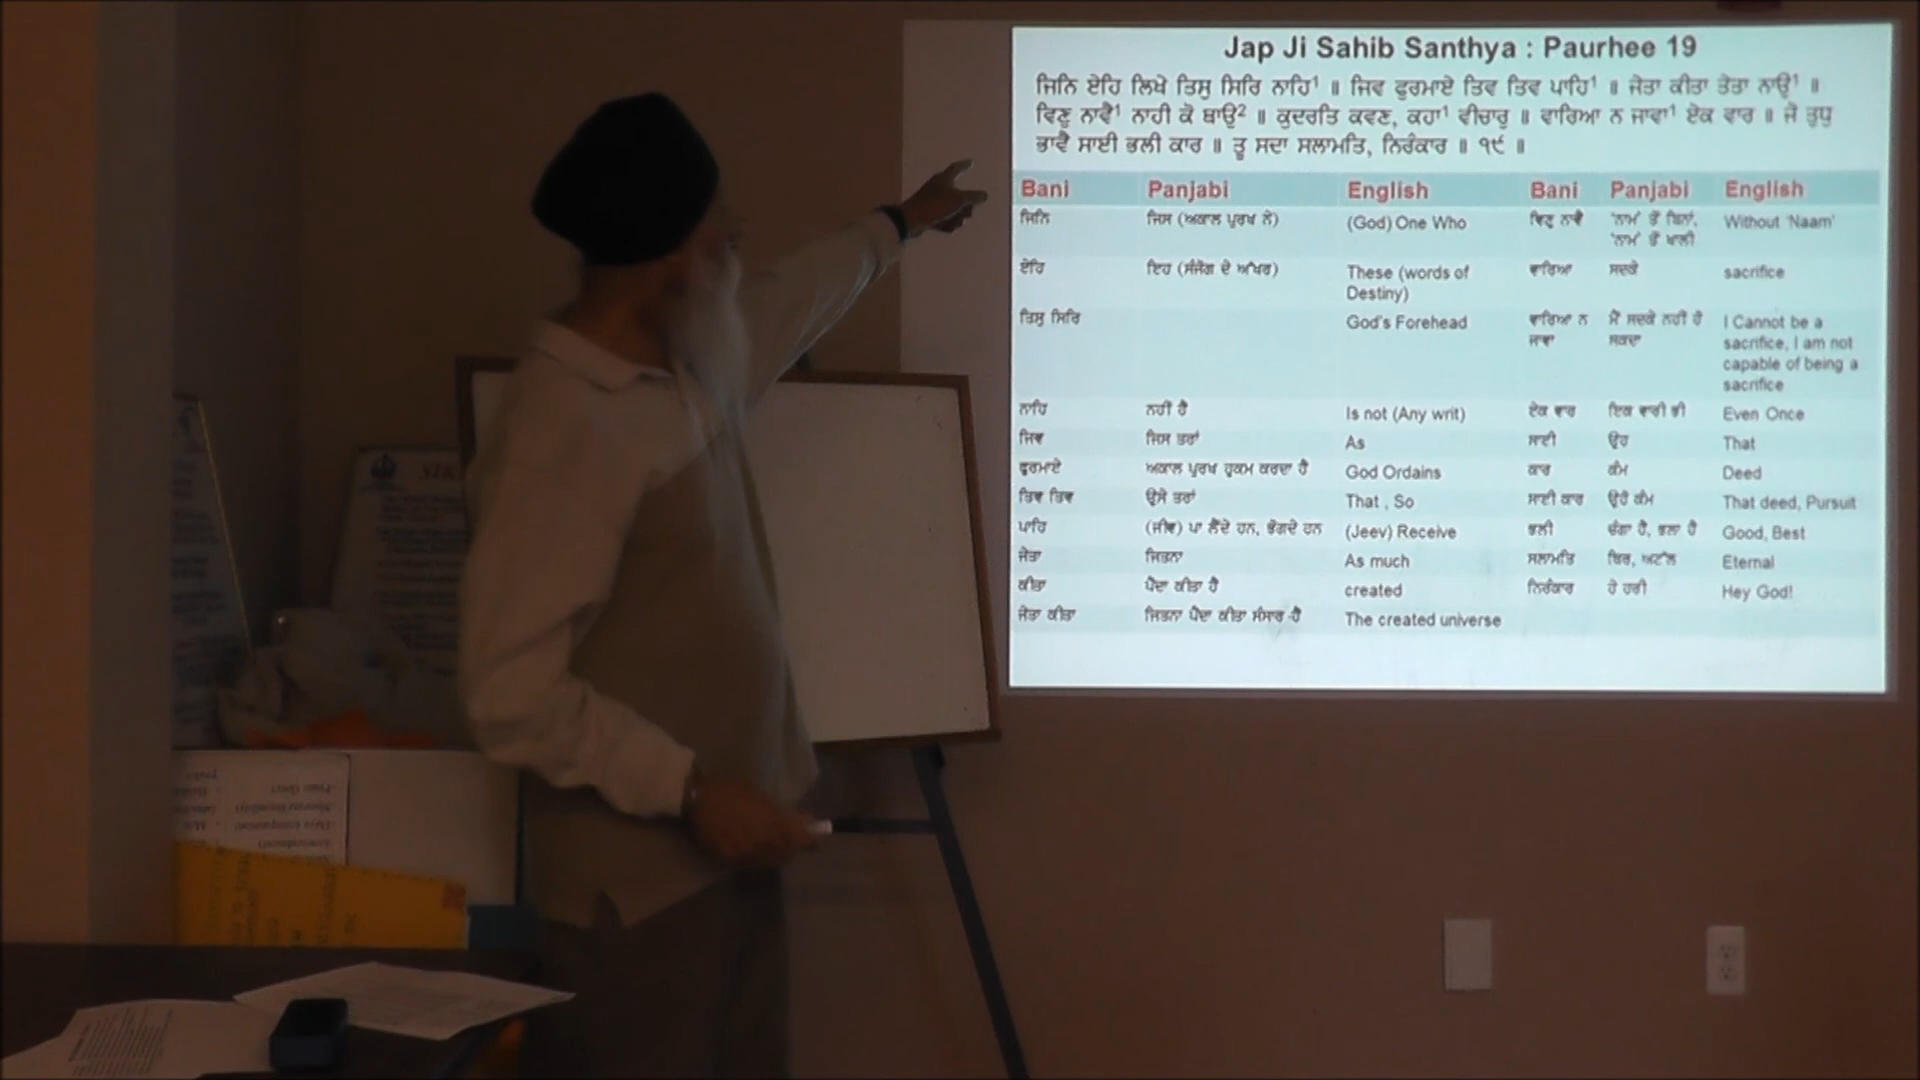 Jap Ji Sahib Santhya : Paurhee 19
ਜਿਨਿ ਏਹਿ ਲਿਖੇ ਤਿਸੁ ਸਿਰਿ ਨਾਹਿ¹ ॥ ਜਿਵ ਫੁਰਮਾਏ ਤਿਵ ਤਿਵ ਪਾਹਿ¹ ॥ ਜੇਤਾ ਕੀਤਾ ਤੇਤਾ ਨਾਉ¹ ॥
ਵਿਣੁ ਨਾਵੈ¹ ਨਾਹੀ ਕੋ ਥਾਉ² ॥ ਕੁਦਰਤਿ ਕਵਣ, ਕਹਾ¹ ਵੀਚਾਰੁ ॥ ਵਾਰਿਆ ਨ ਜਾਵਾ¹ ਏਕ ਵਾਰ ॥ ਜੋ ਤੁਧੁ
ਭਾਵੈ ਸਾਈ ਭਲੀ ਕਾਰ ॥ ਤੂ ਸਦਾ ਸਲਾਮਤਿ, ਨਿਰੰਕਾਰ ॥ ੧੯ ॥
Bani Panjabi English Bani Panjabi English
ਜਿਨਿ ਜਿਸ (ਅਕਾਲ ਪੁਰਖ ਨੇ) (God) One Who ਵਿਣੁ ਨਾਵੈ 'ਨਾਮ' ਤੋਂ ਬਿਨਾਂ, Without 'Naam'
'ਨਾਮ' ਤੋਂ ਖਾਲੀ
ਏਹਿ ਇਹ (ਸੰਜੋਗ ਦੇ ਅੱਖਰ) These (words of ਵਾਰਿਆ ਸਦਕੇ sacrifice
Destiny)
ਤਿਸੁ ਸਿਰਿ God's Forehead ਵਾਰਿਆ ਨ ਮੈਂ ਸਦਕੇ ਨਹੀਂ ਹੋ I Cannot be a
ਜਾਵਾ ਸਕਦਾ sacrifice, I am not
capable of being a
sacrifice
ਨਾਹਿ ਨਹੀਂ ਹੈ Is not (Any writ) ਏਕ ਵਾਰ ਇਕ ਵਾਰੀ ਭੀ Even Once
ਜਿਵ ਜਿਸ ਤਰਾਂ As ਸਾਈ ਉਹ That
ਫੁਰਮਾਏ ਅਕਾਲ ਪੁਰਖ ਹੁਕਮ ਕਰਦਾ ਹੈ God Ordains ਕਾਰ ਕੰਮ Deed
ਤਿਵ ਤਿਵ ਉਸੇ ਤਰਾਂ That , So ਸਾਈ ਕਾਰ ਉਹੋ ਕੰਮ That deed, Pursuit
ਪਾਹਿ (ਜੀਵ) ਪਾ ਲੈਂਦੇ ਹਨ, ਭੋਗਦੇ ਹਨ (Jeev) Receive ਭਲੀ ਚੰਗਾ ਹੈ, ਭਲਾ ਹੈ Good, Best
ਜੇਤਾ ਜਿਤਨਾ As much ਸਲਾਮਤਿ ਥਿਰ, ਅਟੱਲ Eternal
ਕੀਤਾ ਪੈਦਾ ਕੀਤਾ ਹੈ created ਨਿਰੰਕਾਰ ਹੇ ਹਰੀ Hey God!
ਜੇਤਾ ਕੀਤਾ ਜਿਤਨਾ ਪੈਦਾ ਕੀਤਾ ਸੰਸਾਰ ਹੈ The created universe